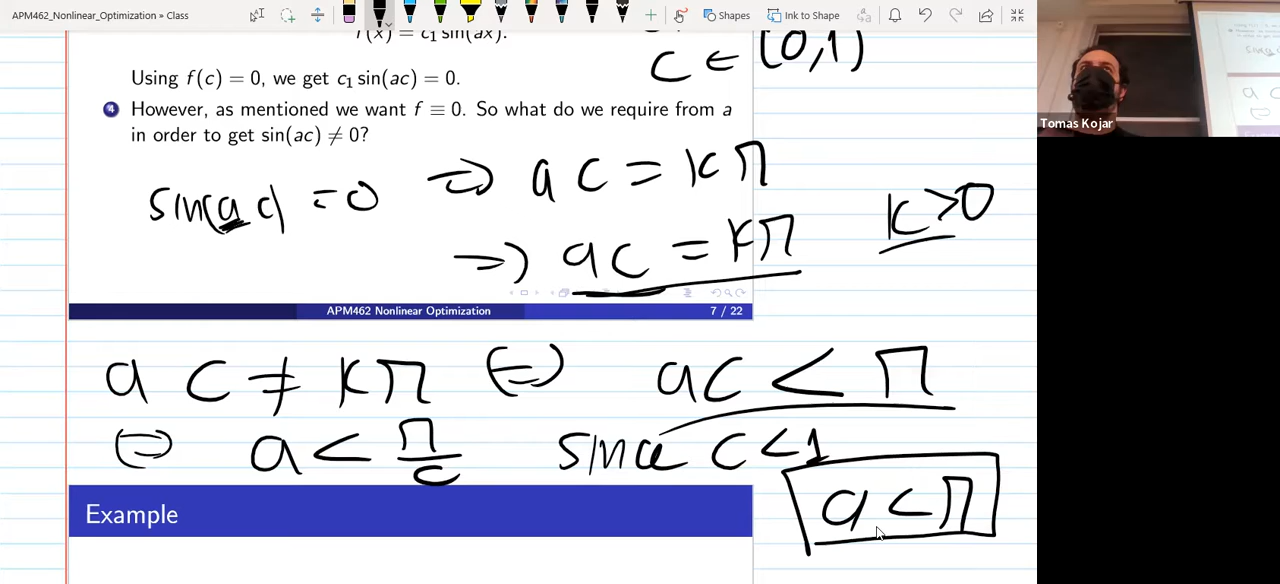 APM462_Nonlinear_Optimization » Class
Shapes
Ink to Shape
f(x) = c₁ sin(ax).
c ∈ (0,1)
Using f(c) = 0, we get c₁ sin(ac) = 0.
4 However, as mentioned we want f ≡ 0. So what do we require from a
in order to get sin(ac) ≠ 0?
sin(ac) = 0 ⇒ ac = kπ
k > 0
⇒ ac = kπ
APM462 Nonlinear Optimization 7 / 22
ac ≠ kπ ⇔ ac < π
⇔ a < π/c since c < 1
a < π
Example
Tomas Kojar